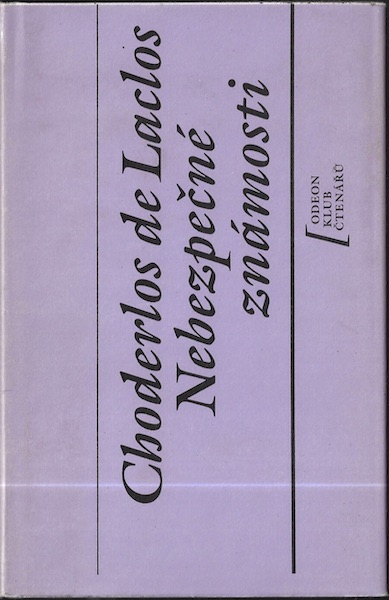 Choderlos de Laclos
Nebezpečné
známosti
ODEON
KLUB
ČTENÁŘŮ